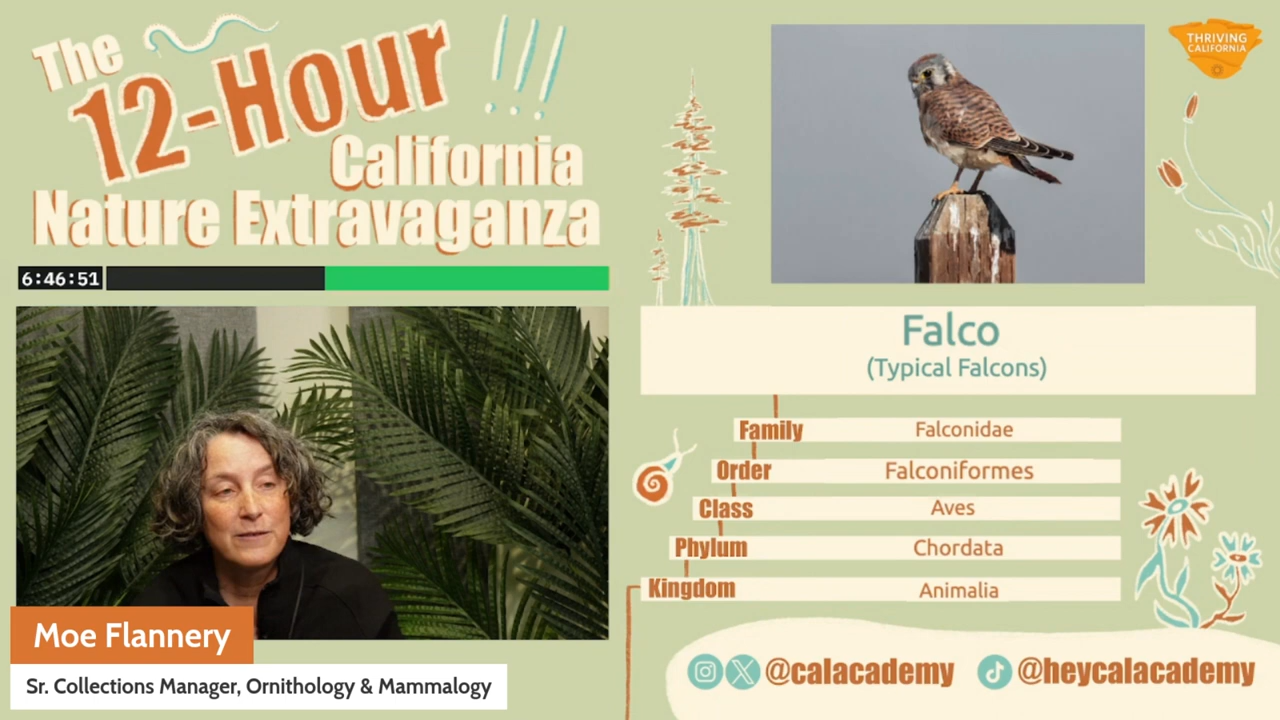 The
12-Hour
!!!
California
Nature Extravaganza
6:46:51
THRIVING
CALIFORNIA
Falco
(Typical Falcons)
Family Falconidae
Order Falconiformes
Class Aves
Phylum Chordata
Kingdom Animalia
Moe Flannery
Sr. Collections Manager, Ornithology & Mammalogy
@calacademy @heycalacademy